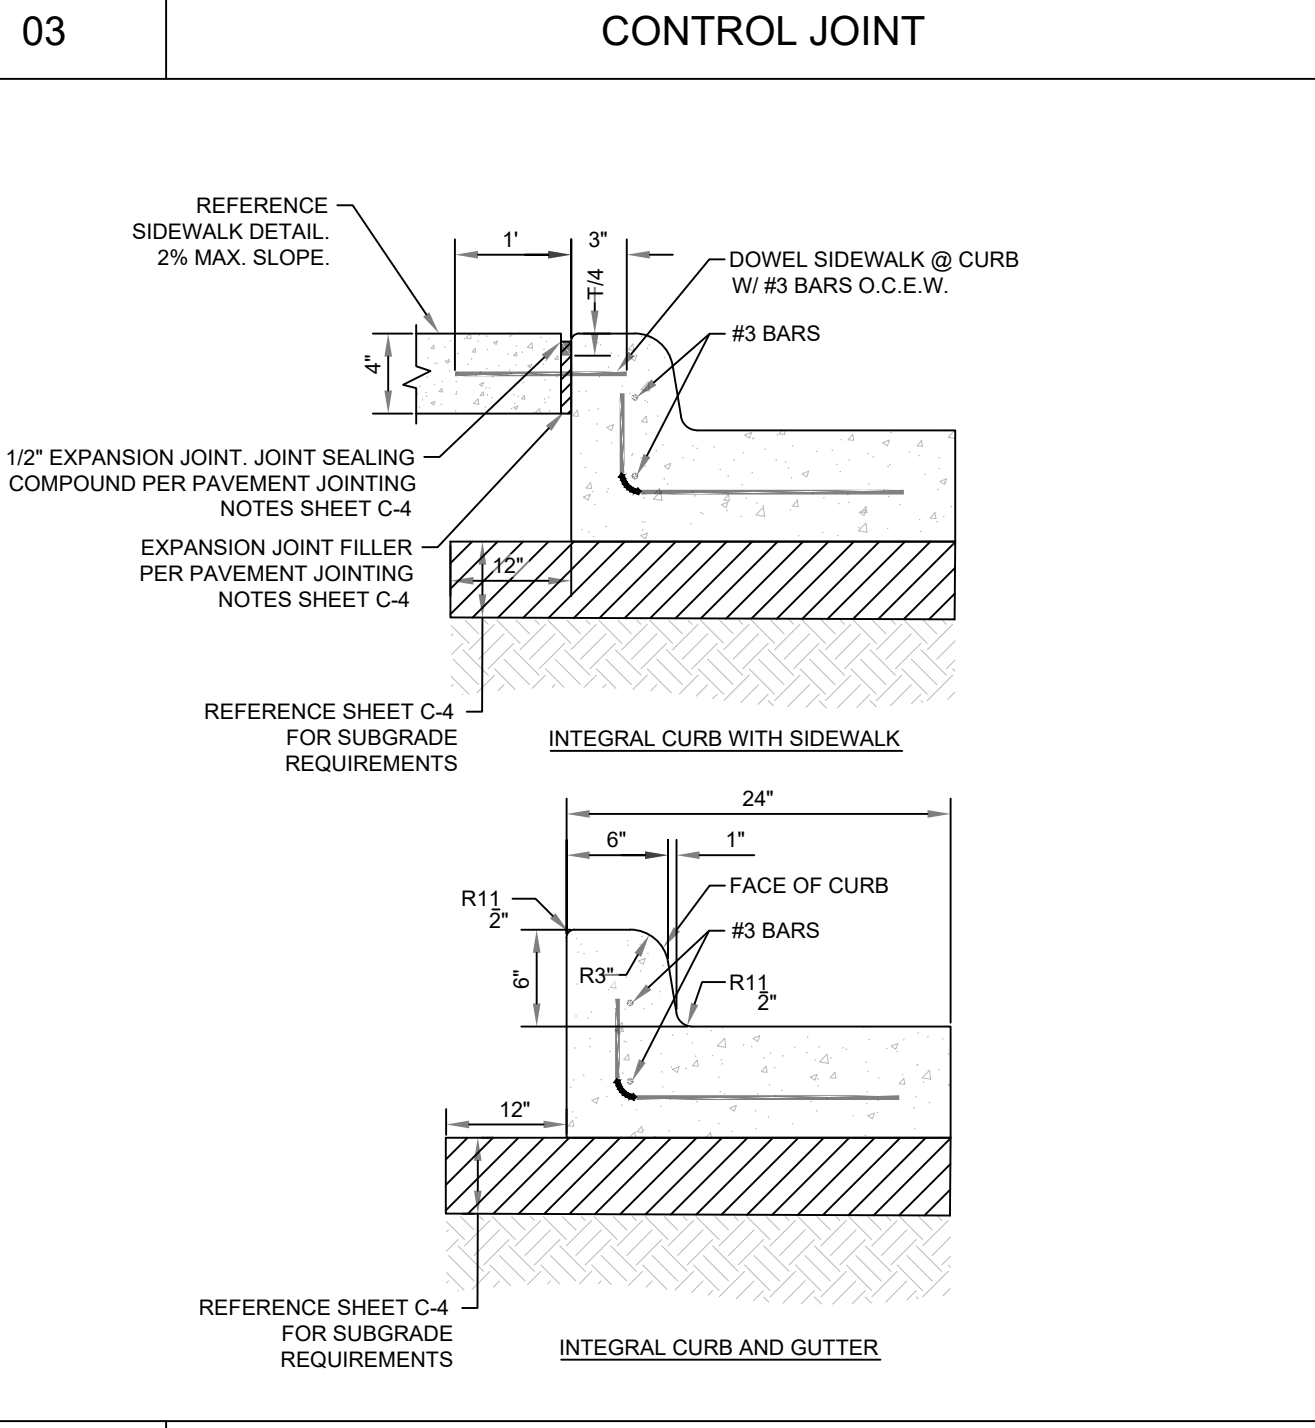 03
CONTROL JOINT
REFERENCE
SIDEWALK DETAIL.
2% MAX. SLOPE.
1'
3"
T/4
DOWEL SIDEWALK @ CURB
W/ #3 BARS O.C.E.W.
#3 BARS
4"
1/2" EXPANSION JOINT. JOINT SEALING
COMPOUND PER PAVEMENT JOINTING
NOTES SHEET C-4
EXPANSION JOINT FILLER
PER PAVEMENT JOINTING
NOTES SHEET C-4
12"
REFERENCE SHEET C-4
FOR SUBGRADE
REQUIREMENTS
INTEGRAL CURB WITH SIDEWALK
24"
6"
1"
FACE OF CURB
R1 1/2"
#3 BARS
6"
R3"
R1 1/2"
12"
REFERENCE SHEET C-4
FOR SUBGRADE
REQUIREMENTS
INTEGRAL CURB AND GUTTER